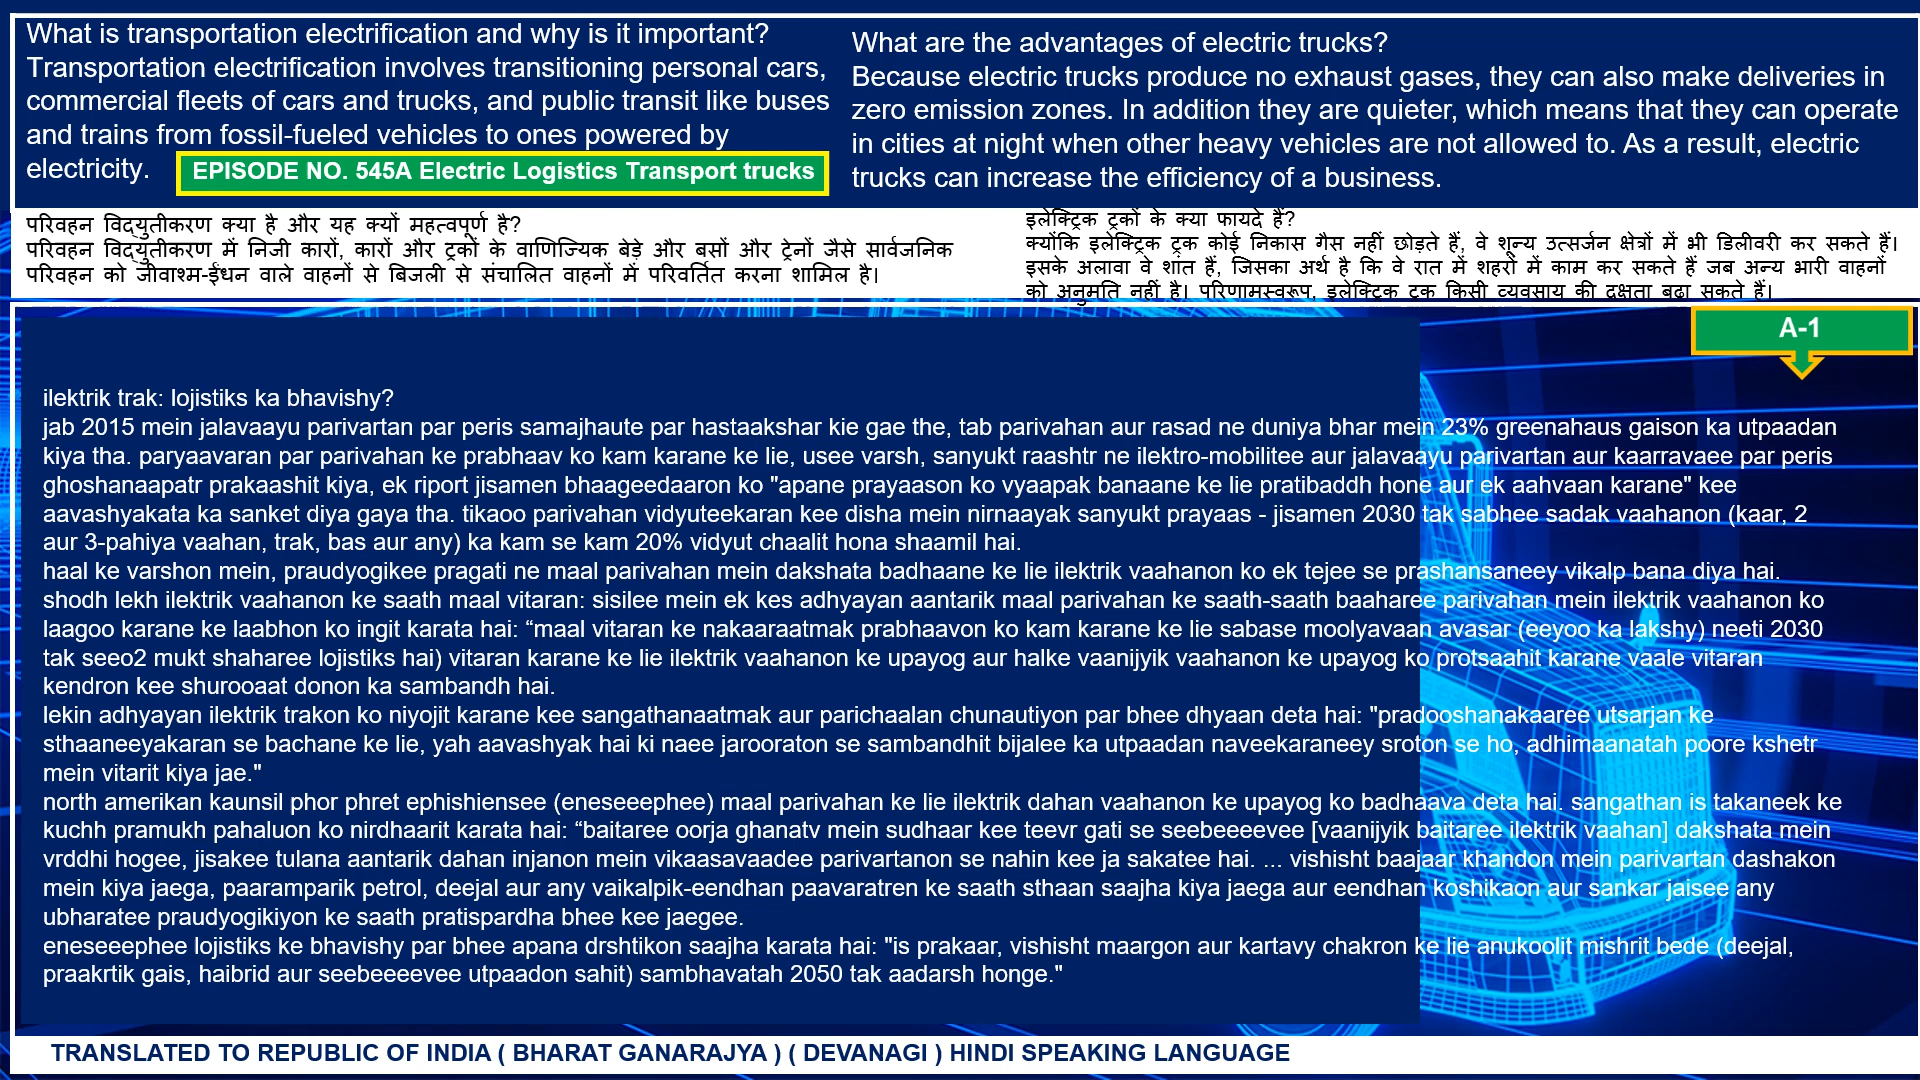 What is transportation electrification and why is it important?
Transportation electrification involves transitioning personal cars,
commercial fleets of cars and trucks, and public transit like buses
and trains from fossil-fueled vehicles to ones powered by
electricity.
EPISODE NO. 545A Electric Logistics Transport trucks
What are the advantages of electric trucks?
Because electric trucks produce no exhaust gases, they can also make deliveries in
zero emission zones. In addition they are quieter, which means that they can operate
in cities at night when other heavy vehicles are not allowed to. As a result, electric
trucks can increase the efficiency of a business.
परिवहन विद्युतीकरण क्या है और यह क्यों महत्वपूर्ण है?
परिवहन विद्युतीकरण में निजी कारों, कारों और ट्रकों के वाणिज्यिक बेड़े और बसों और ट्रेनों जैसे सार्वजनिक
परिवहन को जीवाश्म-ईंधन वाले वाहनों से बिजली से संचालित वाहनों में परिवर्तित करना शामिल है।
इलेक्ट्रिक ट्रकों के क्या फायदे हैं?
क्योंकि इलेक्ट्रिक ट्रक कोई निकास गैस नहीं छोड़ते हैं, वे शून्य उत्सर्जन क्षेत्रों में भी डिलीवरी कर सकते हैं।
इसके अलावा वे शांत हैं, जिसका अर्थ है कि वे रात में शहरों में काम कर सकते हैं जब अन्य भारी वाहनों
को अनुमति नहीं है। परिणामस्वरूप, इलेक्ट्रिक ट्रक किसी व्यवसाय की दक्षता बढ़ा सकते हैं।
A-1
ilektrik trak: lojistiks ka bhavishy?
jab 2015 mein jalavaayu parivartan par peris samajhaute par hastaakshar kie gae the, tab parivahan aur rasad ne duniya bhar mein 23% greenahaus gaison ka utpaadan
kiya tha. paryaavaran par parivahan ke prabhaav ko kam karane ke lie, usee varsh, sanyukt raashtr ne ilektro-mobilitee aur jalavaayu parivartan aur kaarravaee par peris
ghoshanaapatr prakaashit kiya, ek riport jisamen bhaageedaaron ko "apane prayaason ko vyaapak banaane ke lie pratibaddh hone aur ek aahvaan karane" kee
aavashyakata ka sanket diya gaya tha. tikaoo parivahan vidyuteekaran kee disha mein nirnaayak sanyukt prayaas - jisamen 2030 tak sabhee sadak vaahanon (kaar, 2
aur 3-pahiya vaahan, trak, bas aur any) ka kam se kam 20% vidyut chaalit hona shaamil hai.
haal ke varshon mein, praudyogikee pragati ne maal parivahan mein dakshata badhaane ke lie ilektrik vaahanon ko ek tejee se prashansaneey vikalp bana diya hai.
shodh lekh ilektrik vaahanon ke saath maal vitaran: sisilee mein ek kes adhyayan aantarik maal parivahan ke saath-saath baaharee parivahan mein ilektrik vaahanon ko
laagoo karane ke laabhon ko ingit karata hai: “maal vitaran ke nakaaraatmak prabhaavon ko kam karane ke lie sabase moolyavaan avasar (eeyoo ka lakshy) neeti 2030
tak seeo2 mukt shaharee lojistiks hai) vitaran karane ke lie ilektrik vaahanon ke upayog aur halke vaanijyik vaahanon ke upayog ko protsaahit karane vaale vitaran
kendron kee shurooaat donon ka sambandh hai.
lekin adhyayan ilektrik trakon ko niyojit karane kee sangathanaatmak aur parichaalan chunautiyon par bhee dhyaan deta hai: "pradooshanakaaree utsarjan ke
sthaaneeyakaran se bachane ke lie, yah aavashyak hai ki naee jarooraton se sambandhit bijalee ka utpaadan naveekaraneey sroton se ho, adhimaanatah poore kshetr
mein vitarit kiya jae."
north amerikan kaunsil phor phret ephishiensee (eneseeephee) maal parivahan ke lie ilektrik dahan vaahanon ke upayog ko badhaava deta hai. sangathan is takaneek ke
kuchh pramukh pahaluon ko nirdhaarit karata hai: “baitaree oorja ghanatv mein sudhaar kee teevr gati se seebeeeevee [vaanijyik baitaree ilektrik vaahan] dakshata mein
vrddhi hogee, jisakee tulana aantarik dahan injanon mein vikaasavaadee parivartanon se nahin kee ja sakatee hai. ... vishisht baajaar khandon mein parivartan dashakon
mein kiya jaega, paaramparik petrol, deejal aur any vaikalpik-eendhan paavaratren ke saath sthaan saajha kiya jaega aur eendhan koshikaon aur sankar jaisee any
ubharatee praudyogikiyon ke saath pratispardha bhee kee jaegee.
eneseeephee lojistiks ke bhavishy par bhee apana drshtikon saajha karata hai: "is prakaar, vishisht maargon aur kartavy chakron ke lie anukoolit mishrit bede (deejal,
praakrtik gais, haibrid aur seebeeeevee utpaadon sahit) sambhavatah 2050 tak aadarsh honge."
TRANSLATED TO REPUBLIC OF INDIA ( BHARAT GANARAJYA ) ( DEVANAGI ) HINDI SPEAKING LANGUAGE